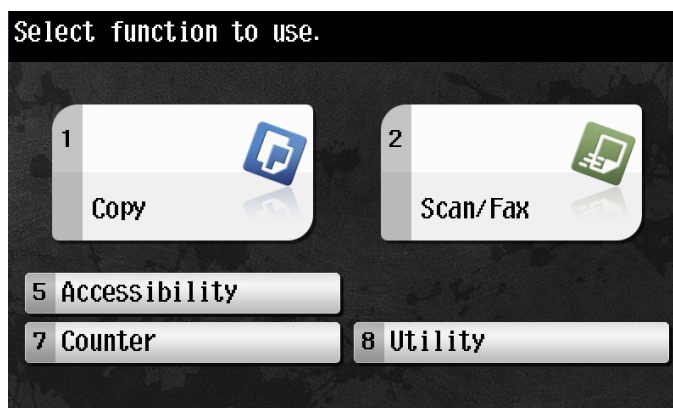 Select function to use.
1
2
Copy
Scan/Fax
5 Accessibility
7 Counter
8 Utility